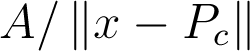 A/ ‖x − P_c‖